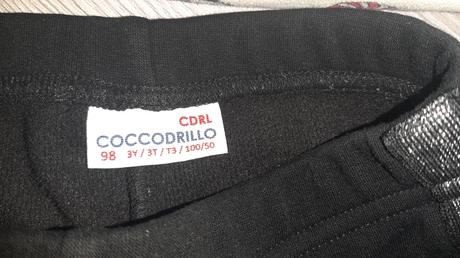 CDRL
COCCODRILLO
98 3Y / 3T / T3 / 100/50